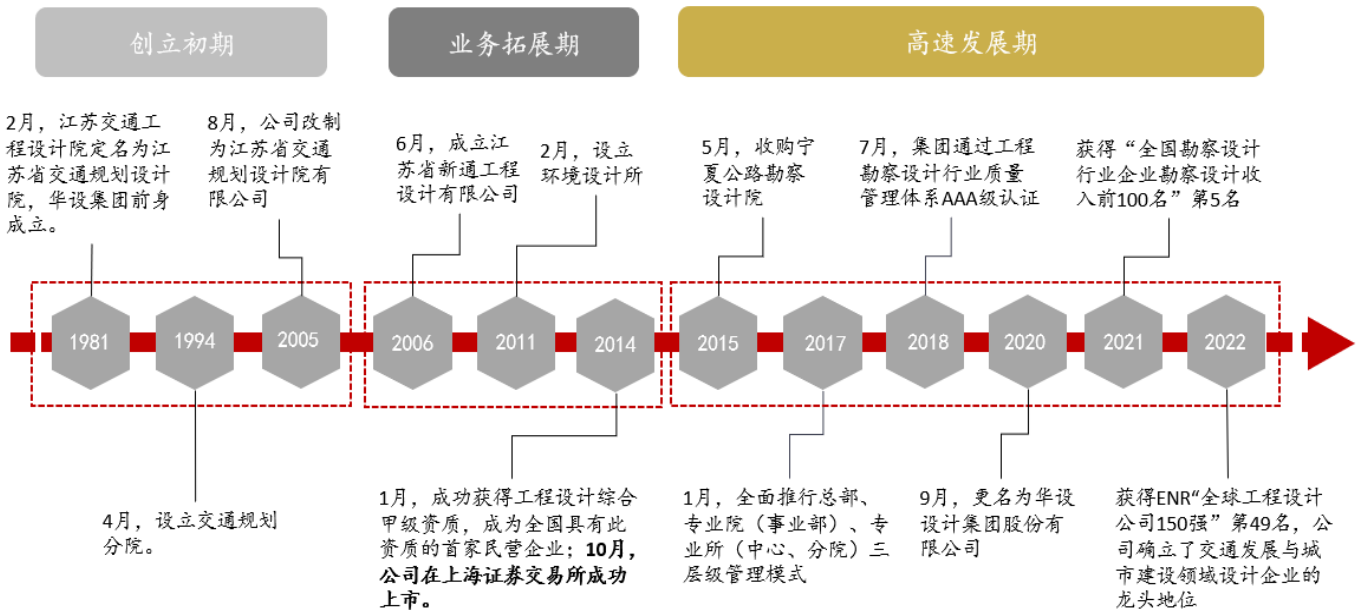 创立初期
业务拓展期
高速发展期
2月，江苏交通工
程设计院定名为江
苏省交通规划设计
院，华设集团前身
成立。
8月，公司改制
为江苏省交通
规划设计院有
限公司
6月，成立江
苏省新通工程
设计有限公司
2月，设立
环境设计所
5月，收购宁
夏公路勘察
设计院
7月，集团通过工程
勘察设计行业质量
管理体系AAA级认证
获得“全国勘察设计
行业企业勘察设计收
入前100名”第5名
1981
1994
2005
2006
2011
2014
2015
2017
2018
2020
2021
2022
4月，设立交通规划
分院。
1月，成功获得工程设计综合
甲级资质，成为全国具有此
资质的首家民营企业；10月，
公司在上海证券交易所成功
上市。
1月，全面推行总部、
专业院（事业部）、专
业所（中心、分院）三
层级管理模式
9月，更名为华设
设计集团股份有
限公司
获得ENR“全球工程设计
公司150强”第49名，公
司确立了交通发展与城
市建设领域设计企业的
龙头地位